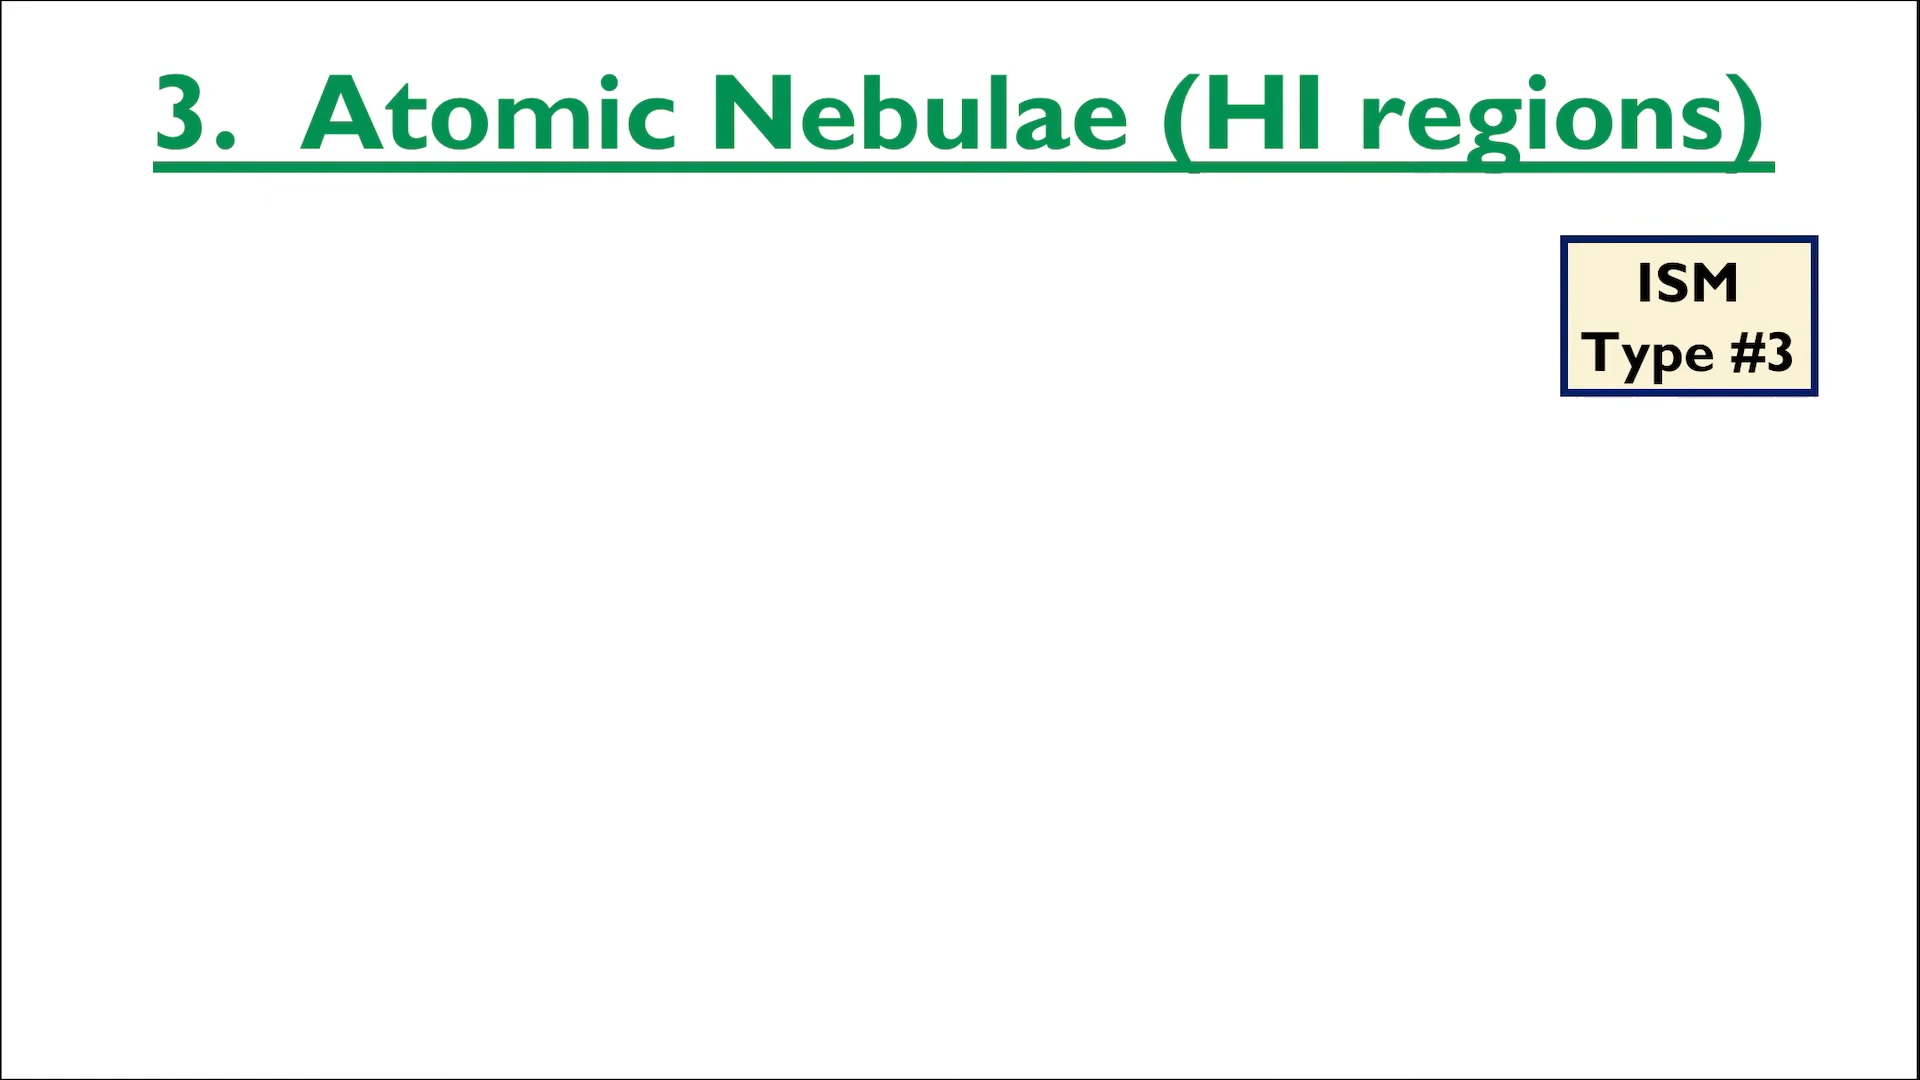 3. Atomic Nebulae (HI regions)
ISM
Type #3